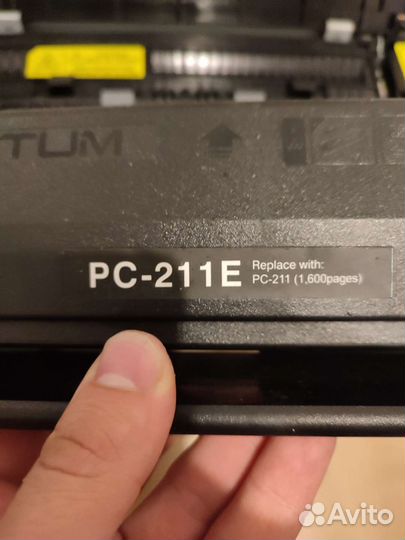 TUM
PC-211E
Replace with:
PC-211 (1,600pages)
Avito